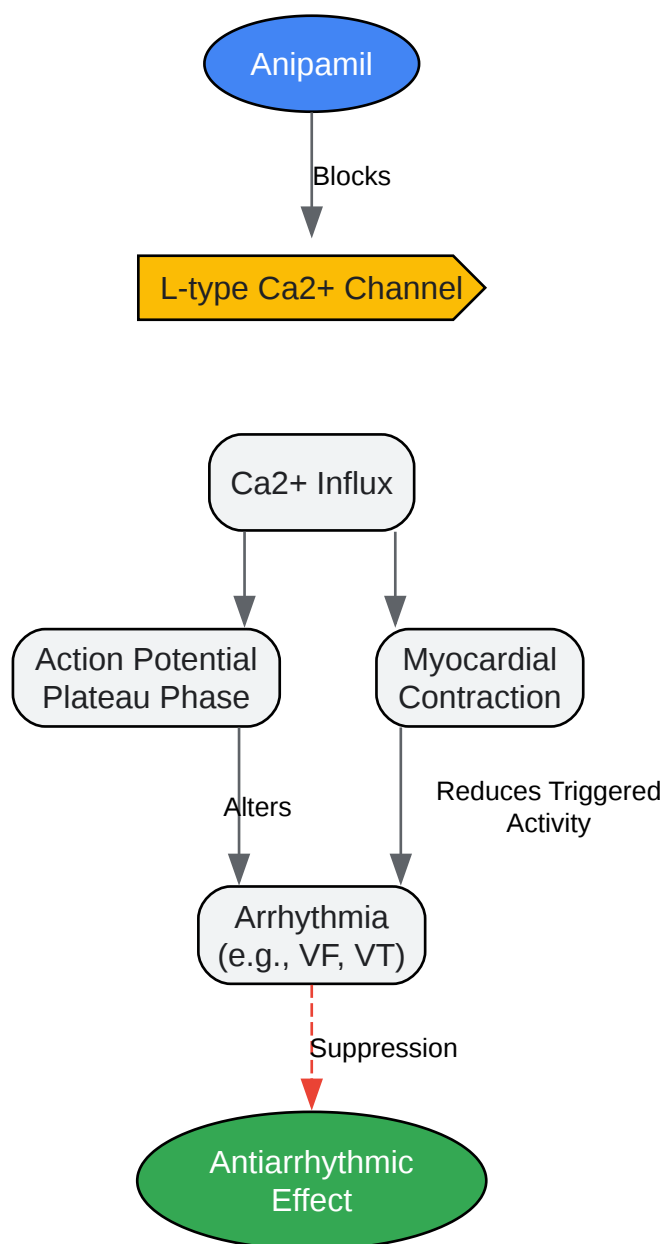 Anipamil
Blocks
L-type Ca2+ Channel
Ca2+ Influx
Action Potential
Plateau Phase
Myocardial
Contraction
Alters
Reduces Triggered
Activity
Arrhythmia
(e.g., VF, VT)
Suppression
Antiarrhythmic
Effect